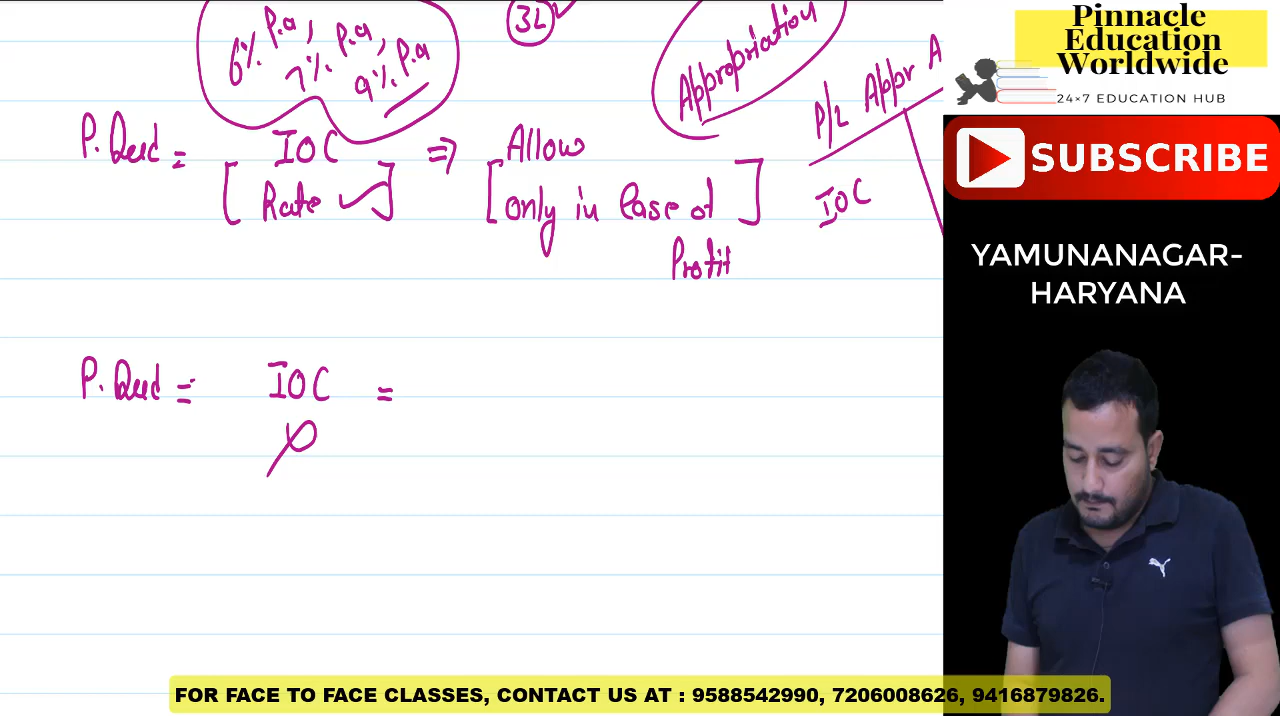 6% P.a, 7% P.a, 9% P.a
3L
Appropriation
P/L Appr A
P. Deed = IOC ⇒ Allow
[Rate ✓] [only in Case of]
Profit
IOC
P. Deed = IOC =
Pinnacle
Education
Worldwide
24×7 EDUCATION HUB
SUBSCRIBE
YAMUNANAGAR-
HARYANA
FOR FACE TO FACE CLASSES, CONTACT US AT : 9588542990, 7206008626, 9416879826.